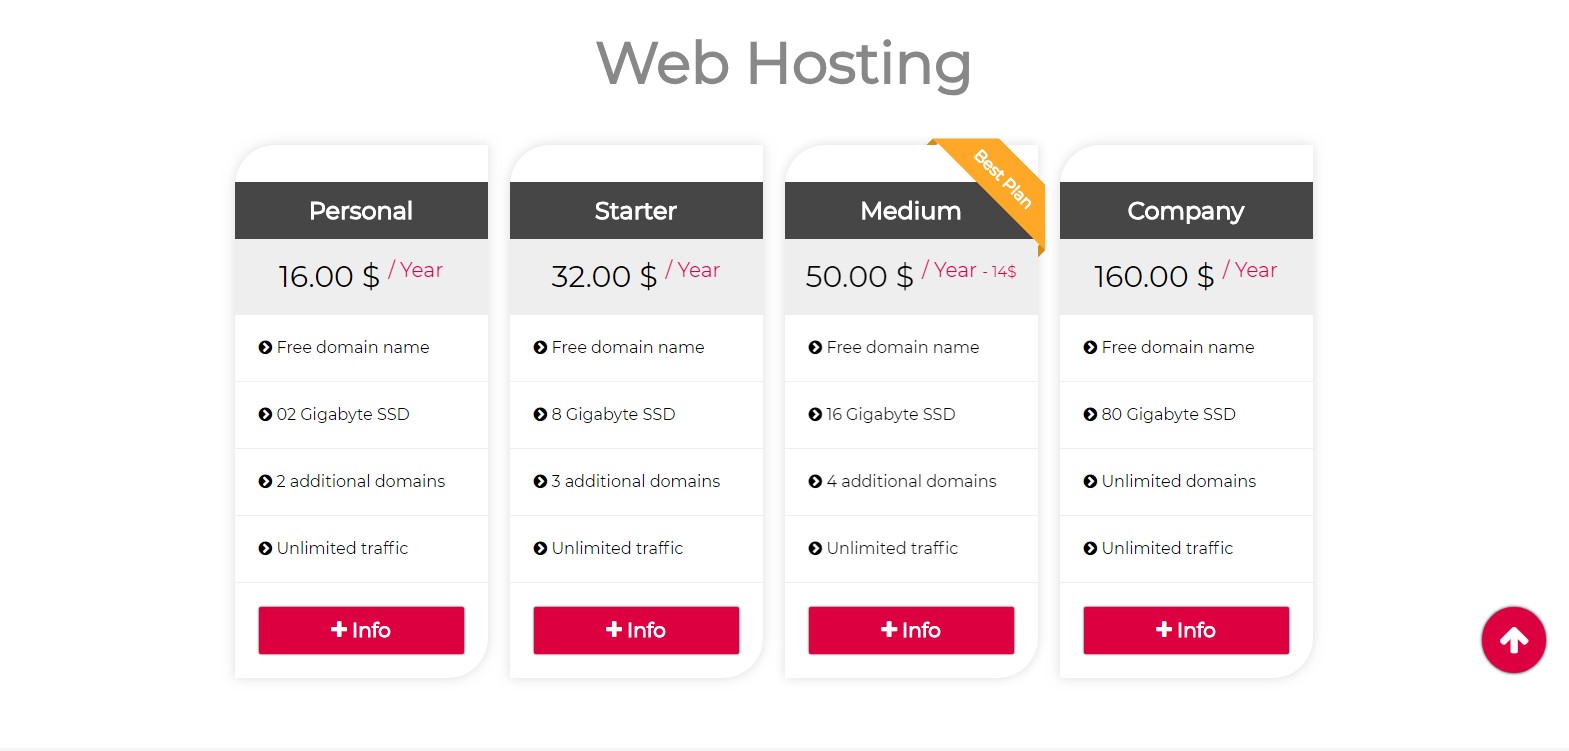 Web Hosting
Personal
16.00 $ / Year
Free domain name
02 Gigabyte SSD
2 additional domains
Unlimited traffic
Info
Starter
32.00 $ / Year
Free domain name
8 Gigabyte SSD
3 additional domains
Unlimited traffic
Info
Best Plan
Medium
50.00 $ / Year - 14$
Free domain name
16 Gigabyte SSD
4 additional domains
Unlimited traffic
Info
Company
160.00 $ / Year
Free domain name
80 Gigabyte SSD
Unlimited domains
Unlimited traffic
Info